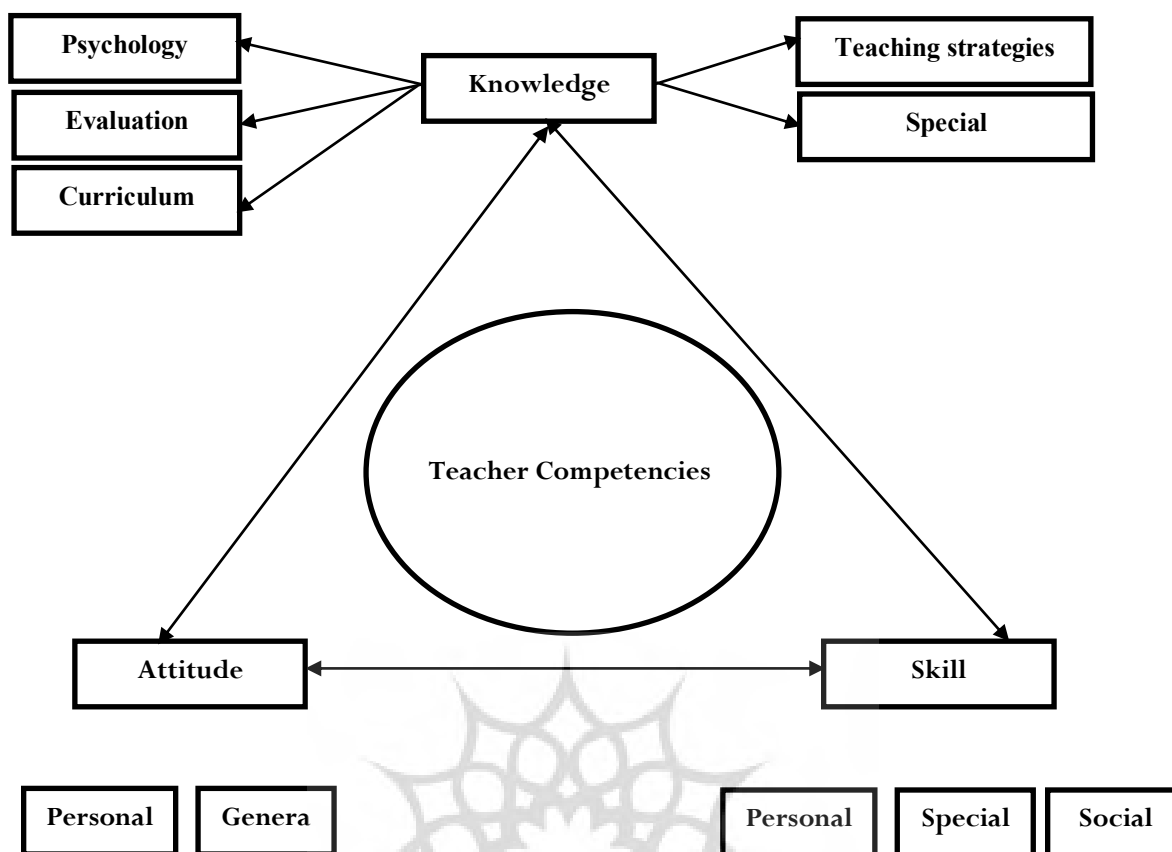 Psychology
Knowledge
Teaching strategies
Evaluation
Special
Curriculum
Teacher Competencies
Attitude
Skill
Personal
Genera
Personal
Special
Social